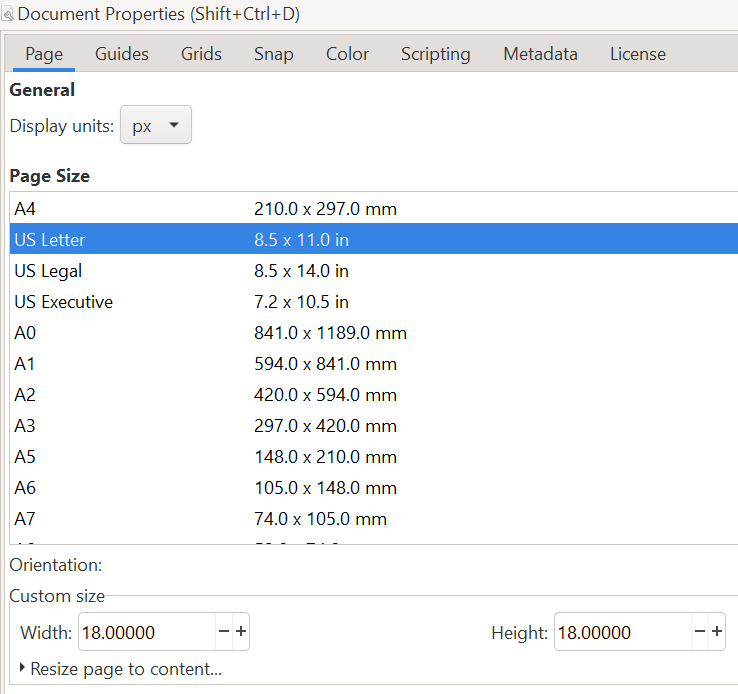 Document Properties (Shift+Ctrl+D)
Page Guides Grids Snap Color Scripting Metadata License
General
Display units: px
Page Size
A4 210.0 x 297.0 mm
US Letter 8.5 x 11.0 in
US Legal 8.5 x 14.0 in
US Executive 7.2 x 10.5 in
A0 841.0 x 1189.0 mm
A1 594.0 x 841.0 mm
A2 420.0 x 594.0 mm
A3 297.0 x 420.0 mm
A5 148.0 x 210.0 mm
A6 105.0 x 148.0 mm
A7 74.0 x 105.0 mm
Orientation:
Custom size
Width: 18.00000 −+ Height: 18.00000 −+
Resize page to content...